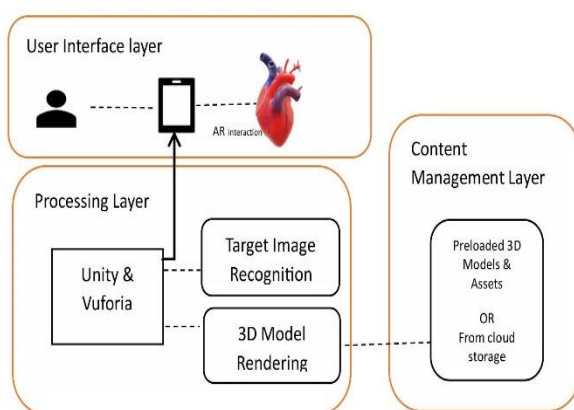 User Interface layer
AR interaction
Processing Layer
Unity &
Vuforia
Target Image
Recognition
3D Model
Rendering
Content
Management Layer
Preloaded 3D
Models &
Assets
OR
From cloud
storage